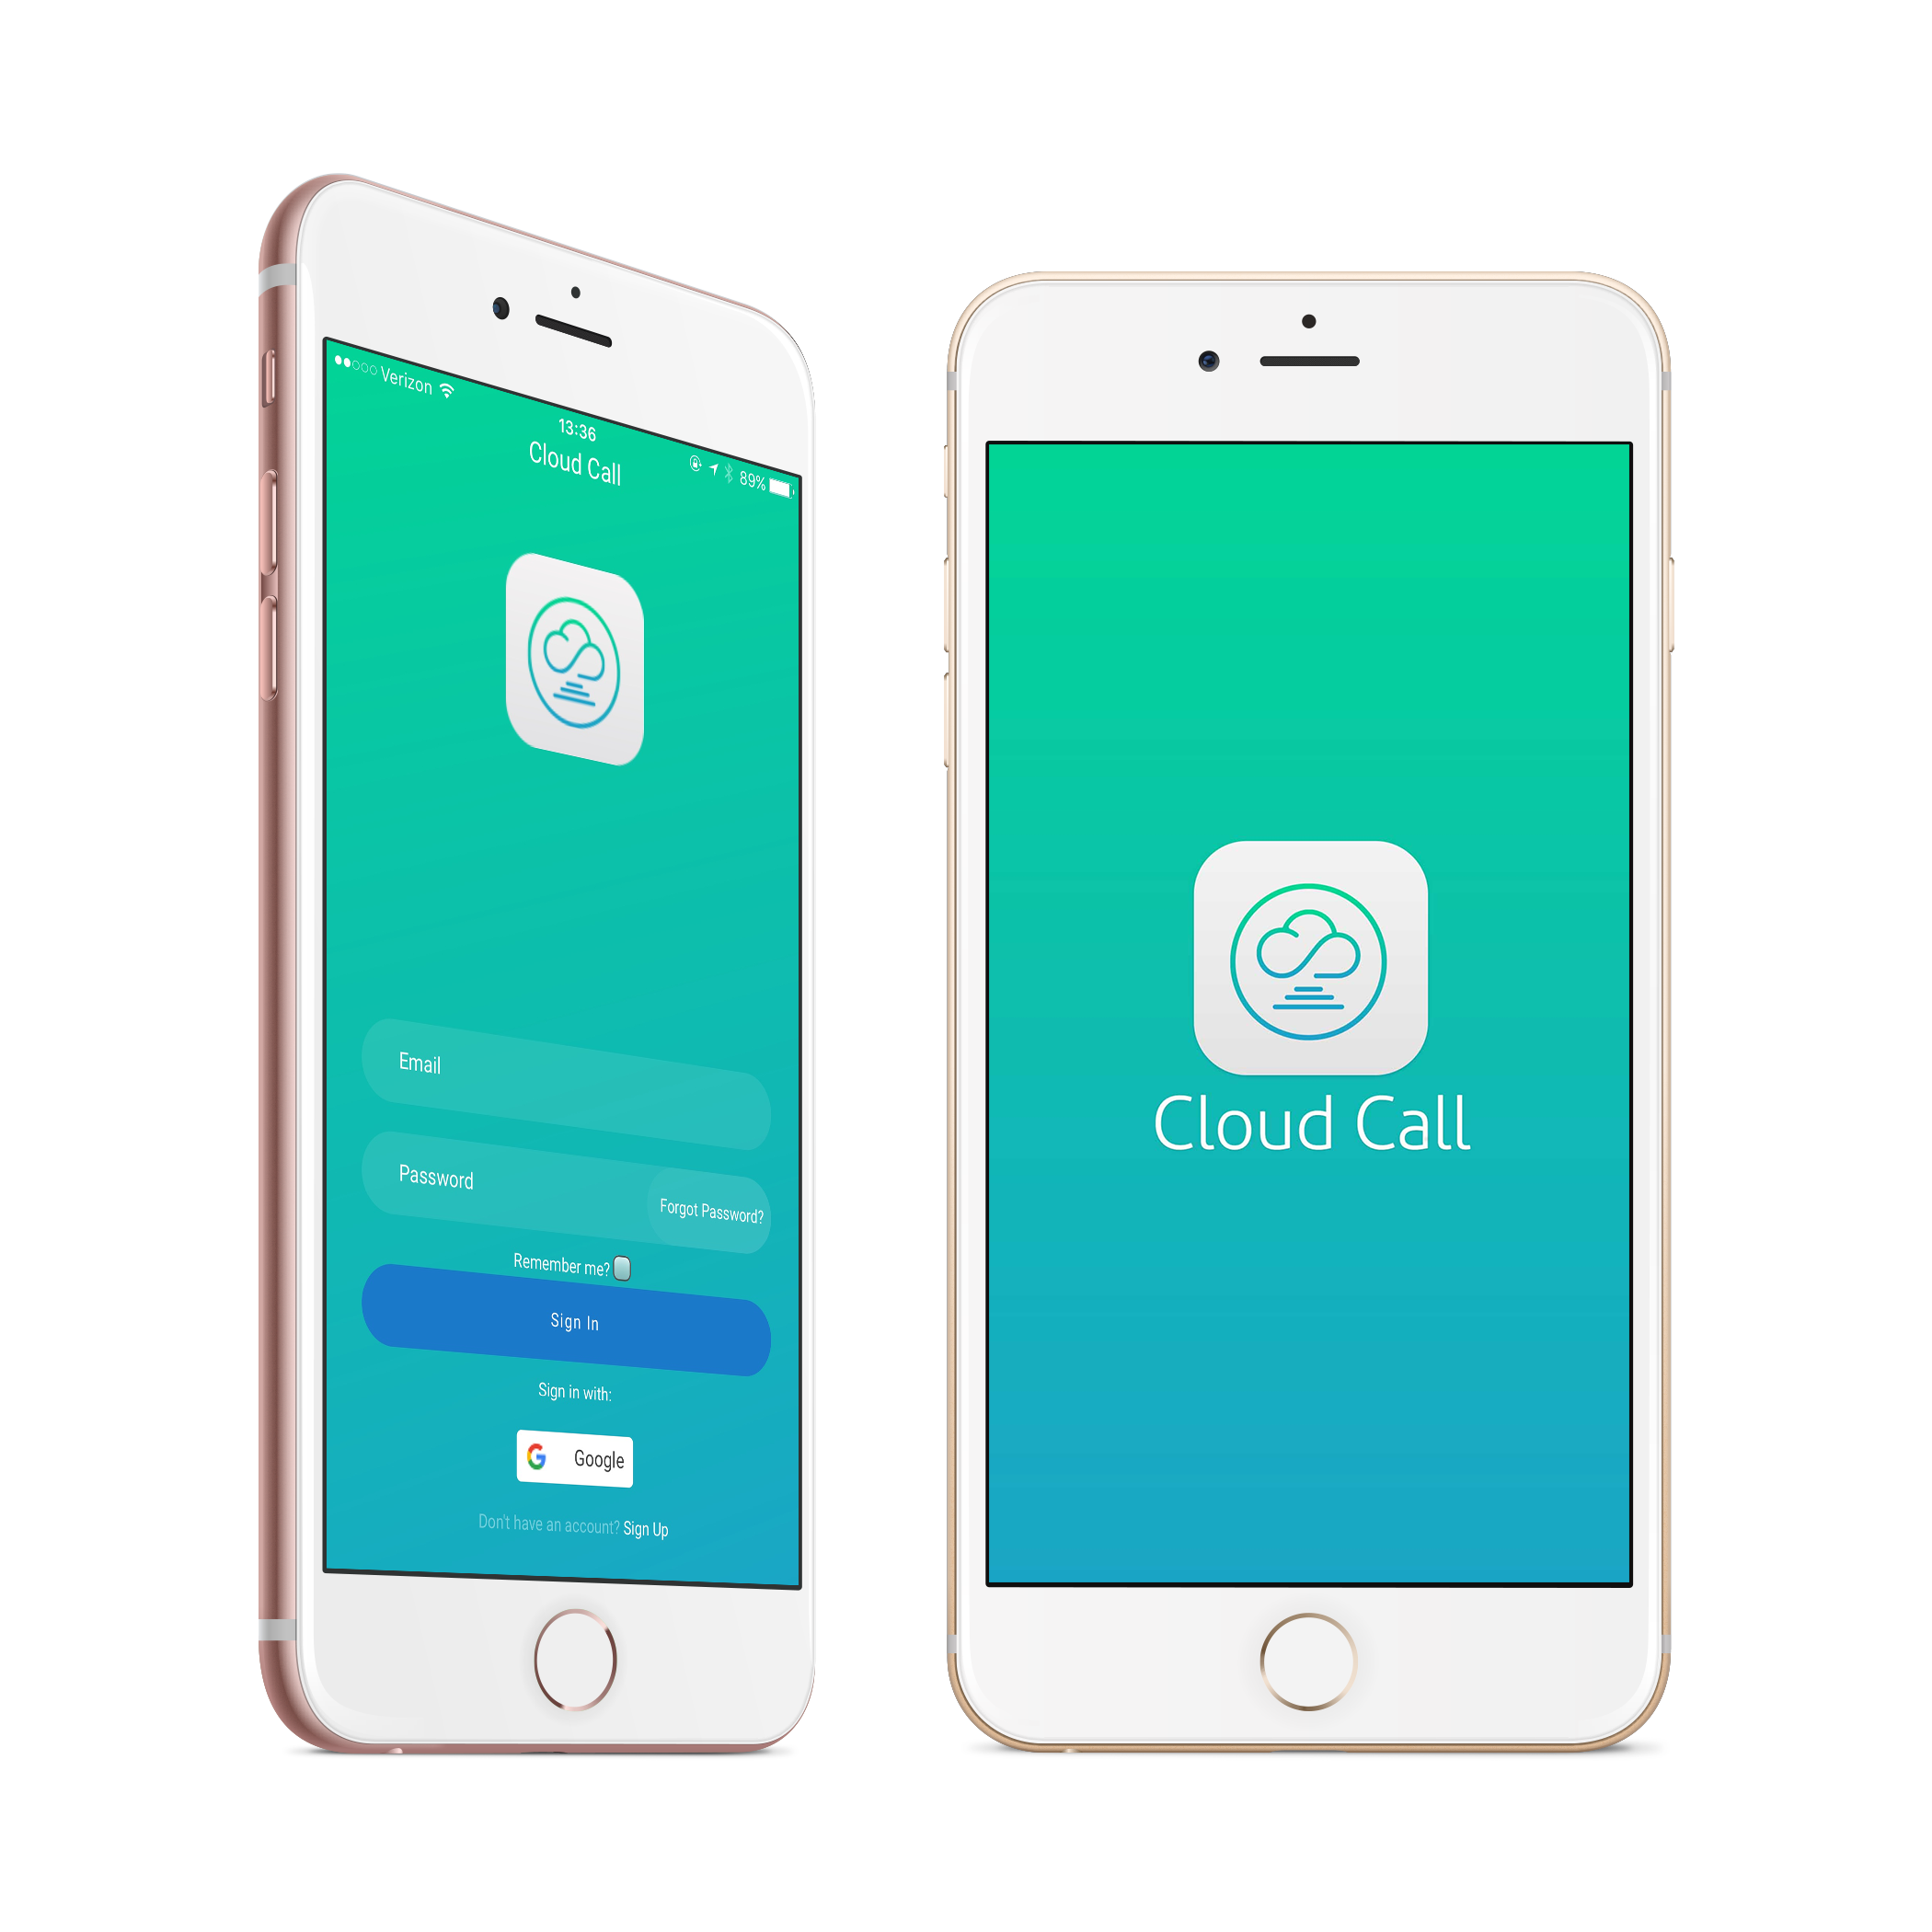 Verizon
13:36
89%
Cloud Call
Email
Password
Forgot Password?
Remember me?
Sign In
Sign in with:
Google
Don't have an account? Sign Up
Cloud Call